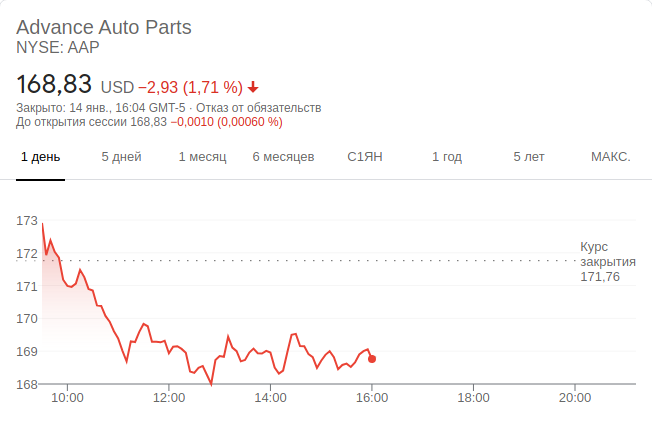 Advance Auto Parts
NYSE: AAP
168,83 USD −2,93 (1,71 %)
Закрыто: 14 янв., 16:04 GMT-5 · Отказ от обязательств
До открытия сессии 168,83 −0,0010 (0,00060 %)
1 день 5 дней 1 месяц 6 месяцев С1ЯН 1 год 5 лет МАКС.
173
172
171
170
169
168
Курс
закрытия
171,76
10:00 12:00 14:00 16:00 18:00 20:00